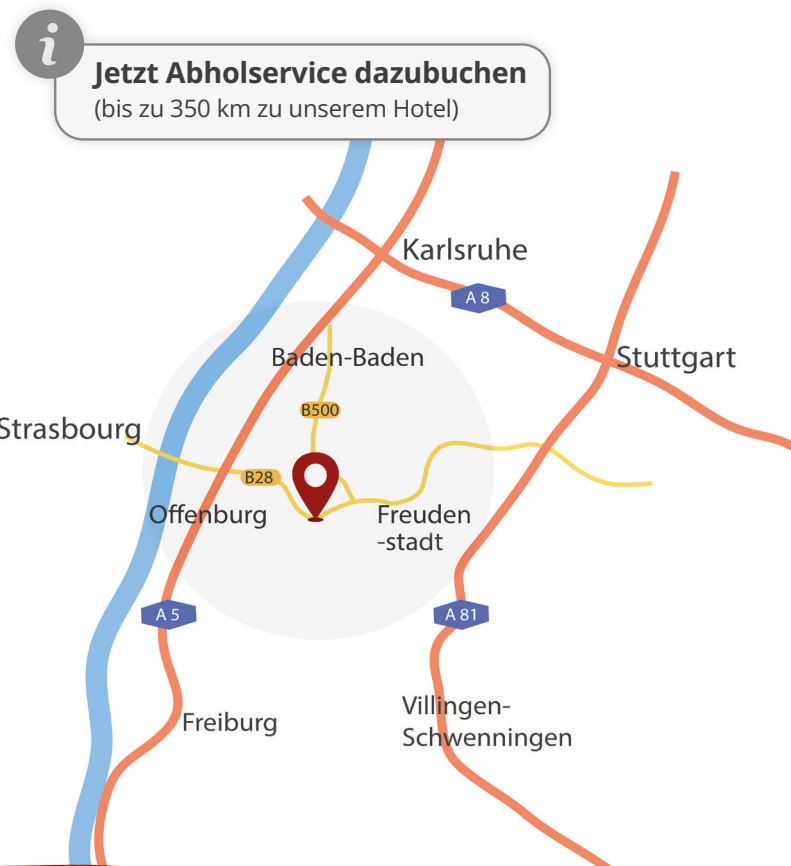 i
Jetzt Abholservice dazubuchen
(bis zu 350 km zu unserem Hotel)
Karlsruhe
A 8
Baden-Baden
Stuttgart
B500
Strasbourg
B28
Offenburg
Freuden
-stadt
A 5
A 81
Villingen-
Schwenningen
Freiburg